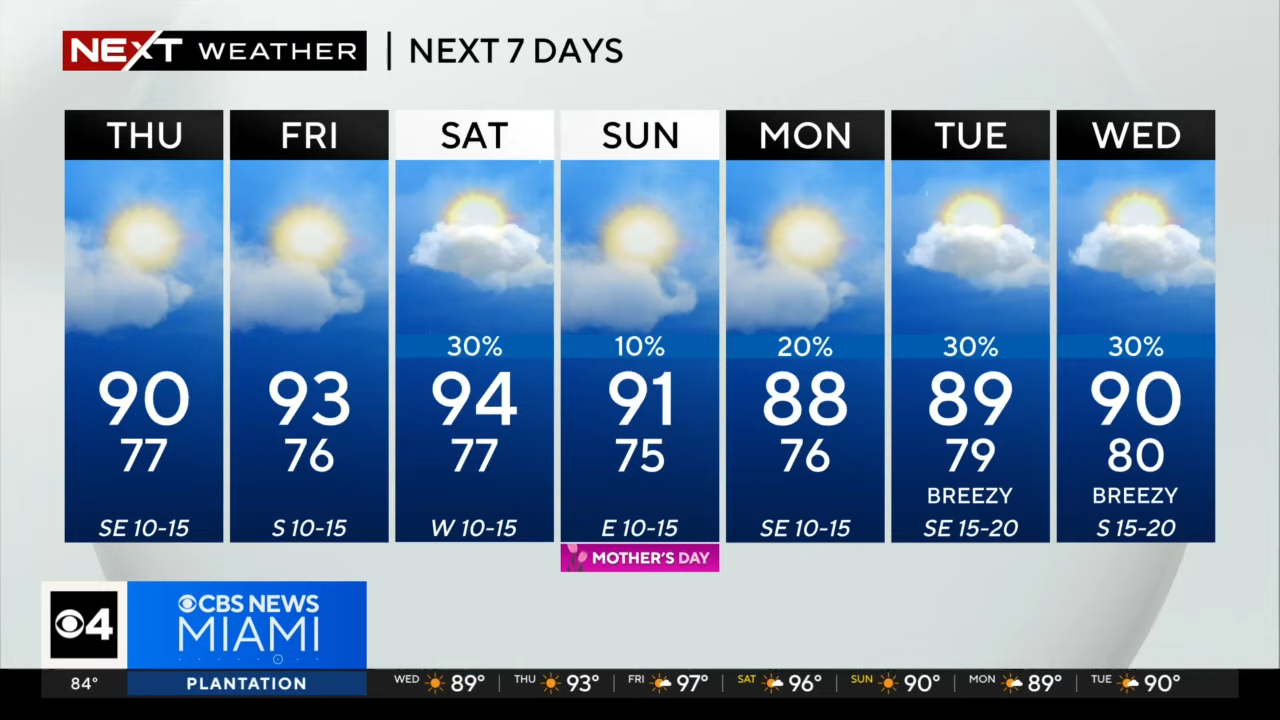 NEXT WEATHER | NEXT 7 DAYS
THU FRI SAT SUN MON TUE WED
30% 10% 20% 30% 30%
90 93 94 91 88 89 90
77 76 77 75 76 79 80
BREEZY BREEZY
SE 10-15 S 10-15 W 10-15 E 10-15 SE 10-15 SE 15-20 S 15-20
MOTHER'S DAY
4 CBS NEWS
MIAMI
84° PLANTATION WED 89° | THU 93° | FRI 97° | SAT 96° | SUN 90° | MON 89° | TUE 90°